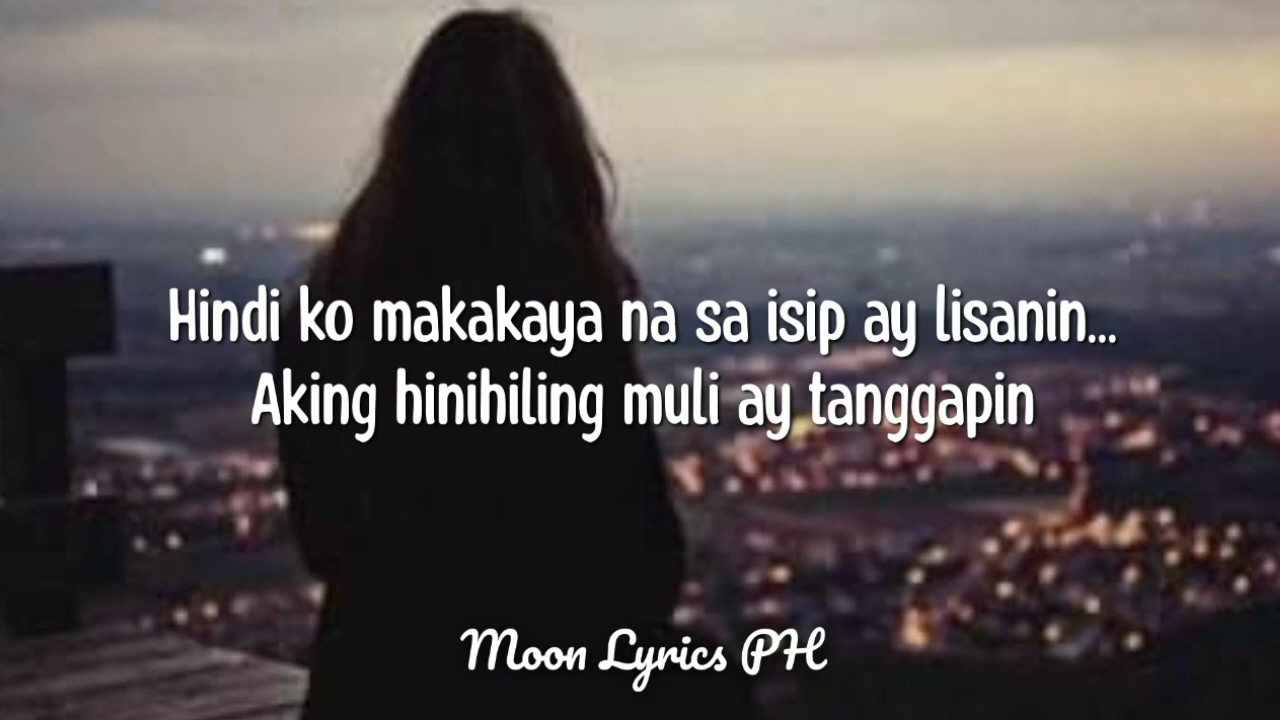 Hindi ko makakaya na sa isip ay lisanin...
Aking hinihiling muli ay tanggapin
Moon Lyrics PH